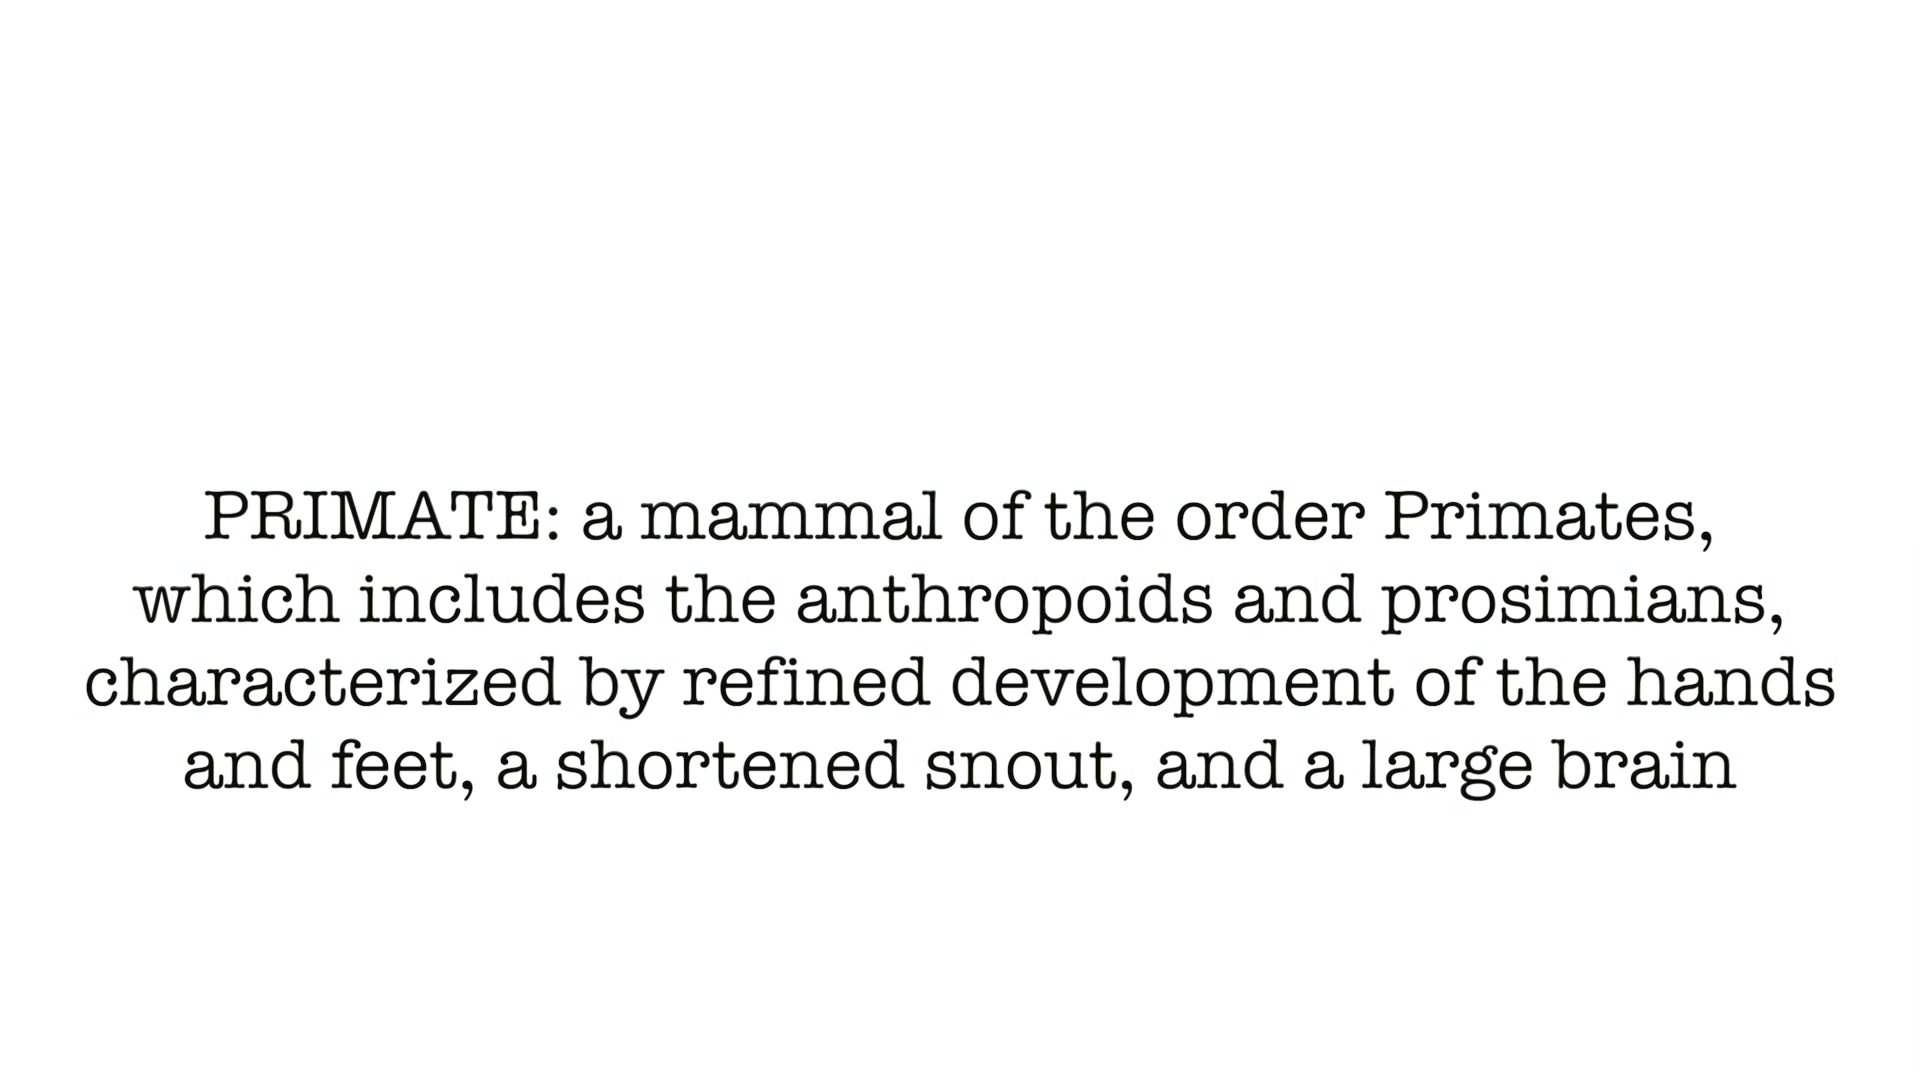 PRIMATE: a mammal of the order Primates,
which includes the anthropoids and prosimians,
characterized by refined development of the hands
and feet, a shortened snout, and a large brain